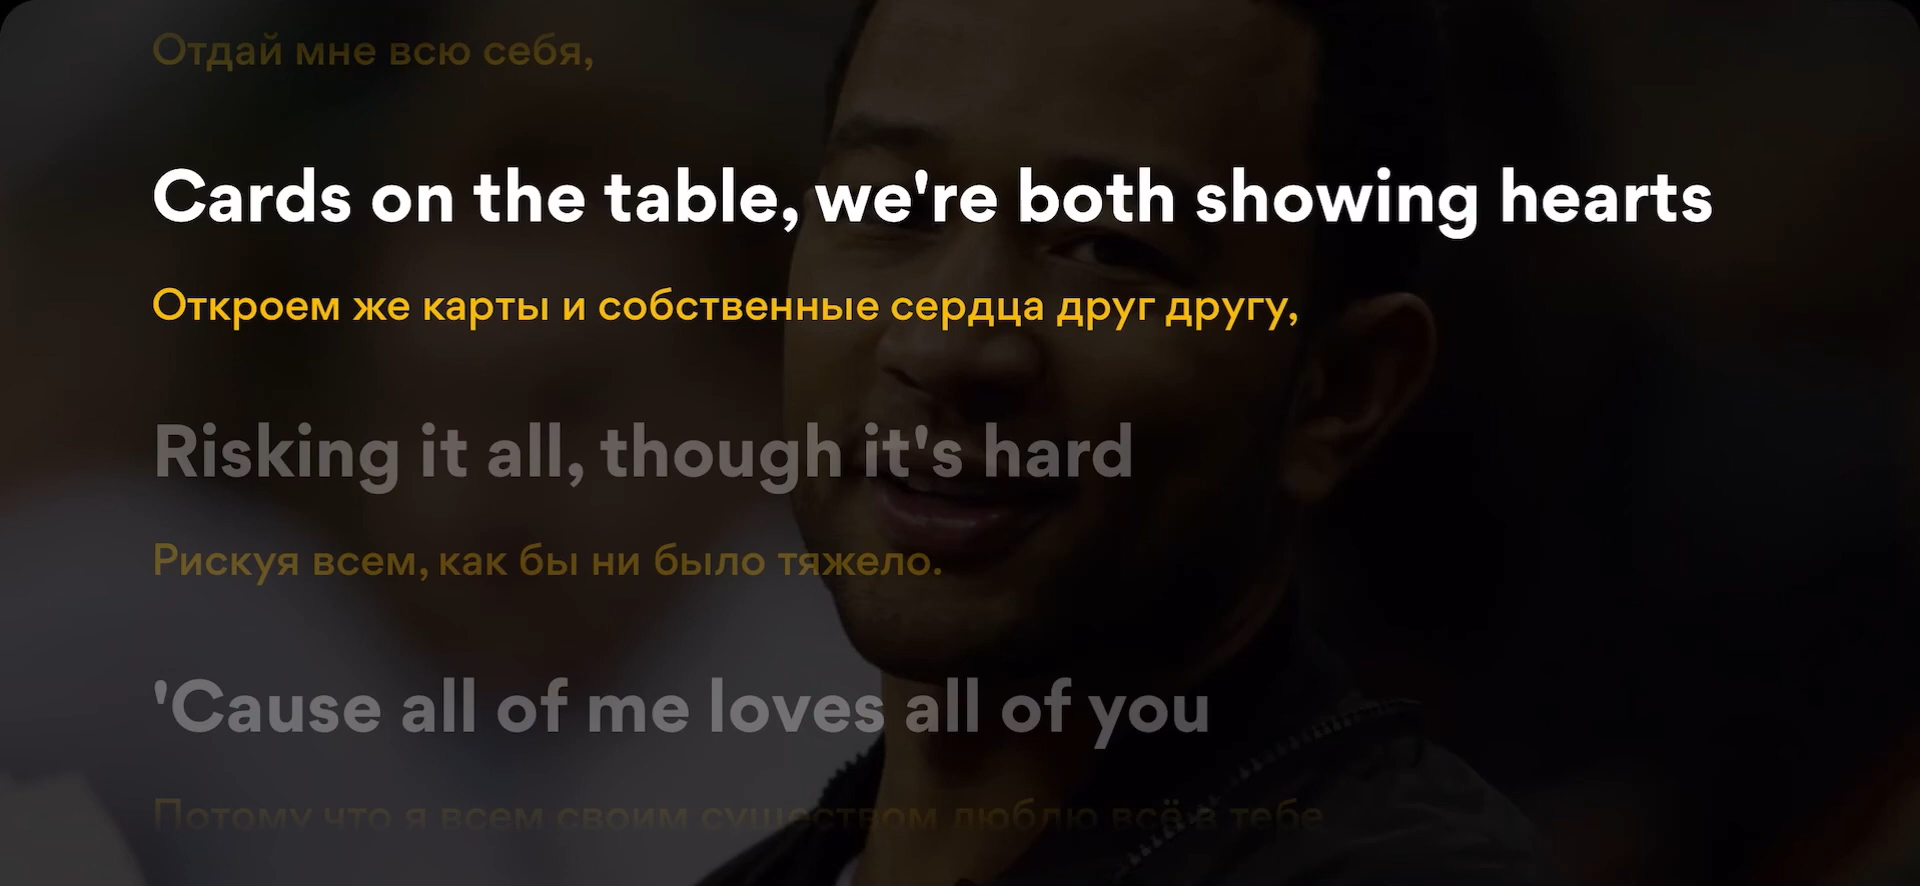 Отдай мне всю себя,
Cards on the table, we're both showing hearts
Откроем же карты и собственные сердца друг другу,
Risking it all, though it's hard
Рискуя всем, как бы ни было тяжело.
'Cause all of me loves all of you
Потому что я всем своим существом люблю всё в тебе